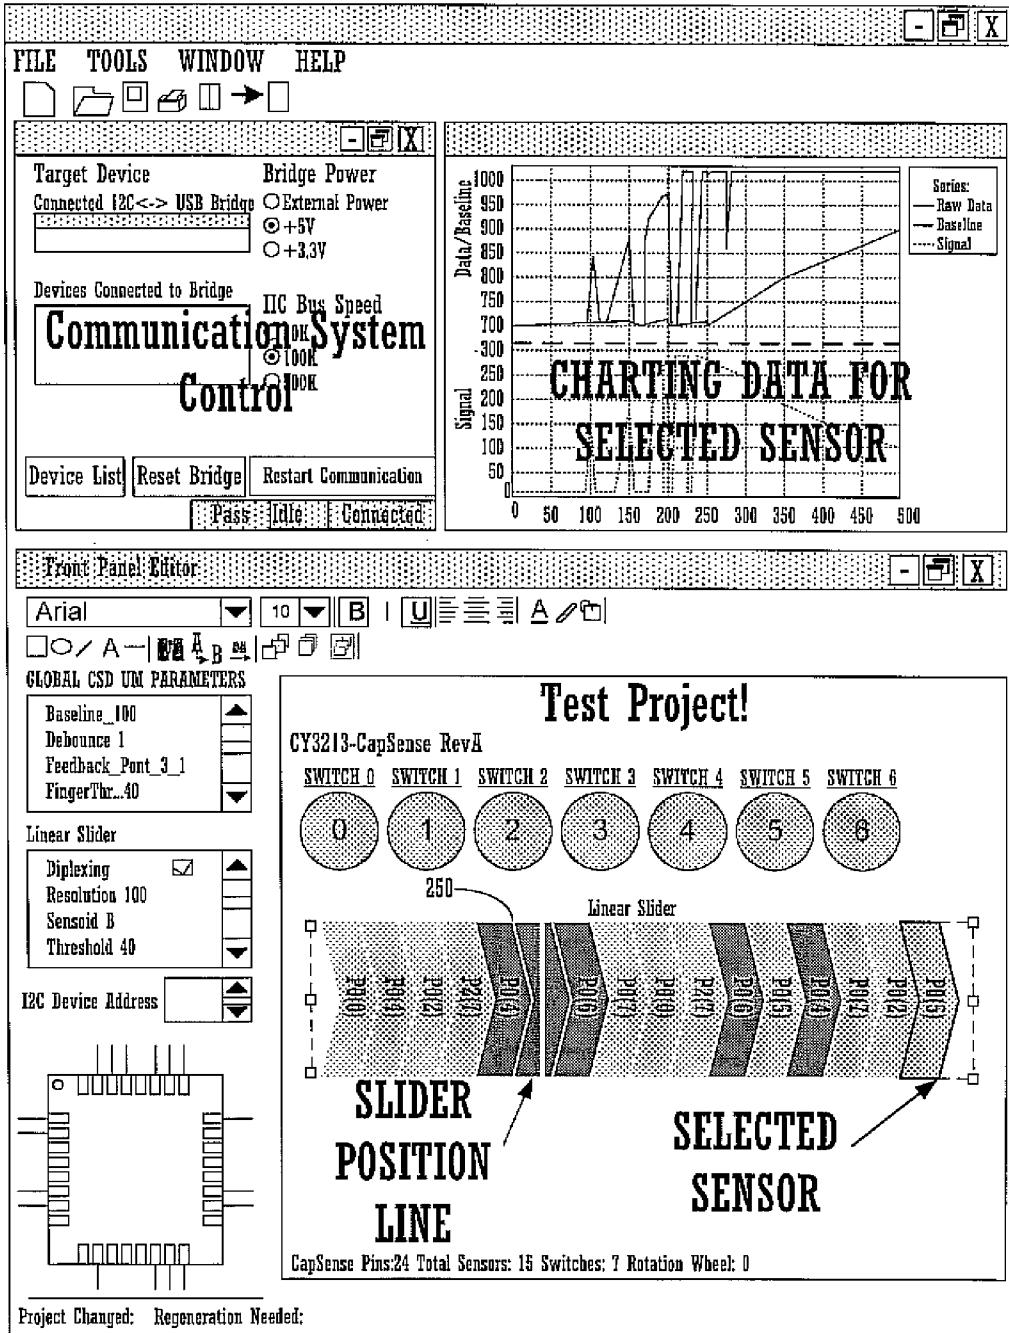 FILE TOOLS WINDOW HELP
Target Device
Connected I2C<-> USB Bridge
Bridge Power
External Power
+5V
+3.3V
Devices Connected to Bridge
IIC Bus Speed
100K
Communication System
Control
Device List Reset Bridge Restart Communication
Pass Idle Connected
Data/Baseline
1000
950
900
850
800
750
700
Signal
300
250
200
150
100
50
0
0 50 100 150 200 250 300 350 400 450 500
Series:
Raw Data
Baseline
Signal
CHARTING DATA FOR
SELECTED SENSOR
Front Panel Editor
Arial 10 B I U A
A B
GLOBAL CSD UM PARAMETERS
Baseline_100
Debounce 1
Feedback_Pont_3_1
FingerThr...40
Linear Slider
Diplexing
Resolution 100
Sensoid B
Threshold 40
I2C Device Address
Test Project!
CY3213-CapSense RevA
SWITCH 0 SWITCH 1 SWITCH 2 SWITCH 3 SWITCH 4 SWITCH 5 SWITCH 6
0 1 2 3 4 5 6
250
Linear Slider
SLIDER
POSITION
LINE
SELECTED
SENSOR
CapSense Pins:24 Total Sensors: 15 Switches: 7 Rotation Wheel: 0
Project Changed: Regeneration Needed: